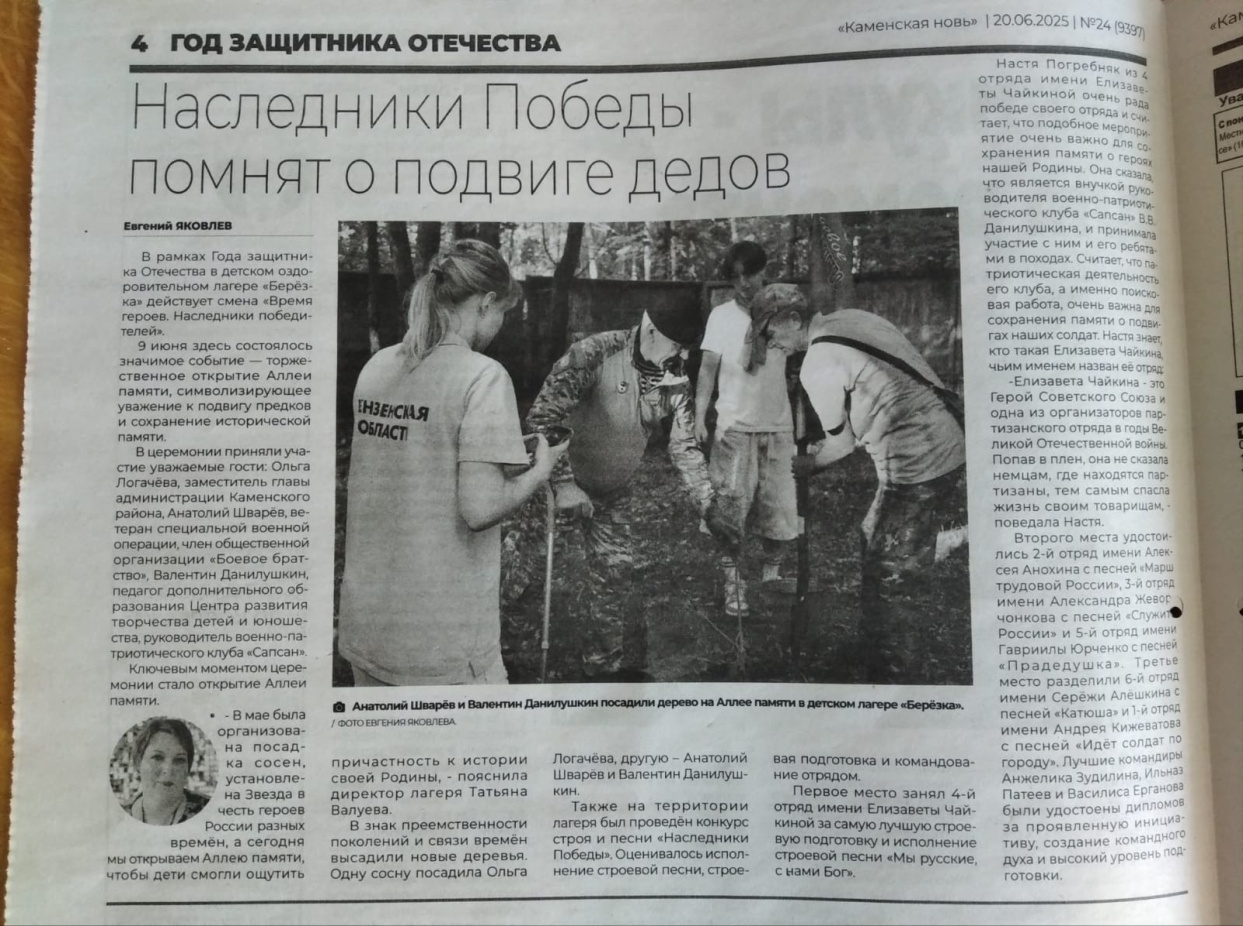 4 ГОД ЗАЩИТНИКА ОТЕЧЕСТВА
«Каменская новь» | 20.06.2025 | №24 (9397)
Наследники Победы
помнят о подвиге дедов
Евгений ЯКОВЛЕВ
В рамках Года защитни-
ка Отечества в детском оздо-
ровительном лагере «Берёз-
ка» действует смена «Время
героев. Наследники победи-
телей».
9 июня здесь состоялось
значимое событие — торже-
ственное открытие Аллеи
памяти, символизирующее
уважение к подвигу предков
и сохранение исторической
памяти.
В церемонии приняли уча-
стие уважаемые гости: Ольга
Логачёва, заместитель главы
администрации Каменского
района, Анатолий Шварёв, ве-
теран специальной военной
операции, член общественной
организации «Боевое брат-
ство», Валентин Данилушкин,
педагог дополнительного об-
разования Центра развития
творчества детей и юноше-
ства, руководитель военно-па-
триотического клуба «Сапсан».
Ключевым моментом цере-
монии стало открытие Аллеи
памяти.
- В мае была
организова-
на посад-
ка сосен,
установле-
на Звезда в
честь героев
России разных
времён, а сегодня
мы открываем Аллею памяти,
чтобы дети смогли ощутить
ЕНЗЕНСКАЯ
ОБЛАСТ
Анатолий Шварёв и Валентин Данилушкин посадили дерево на Аллее памяти в детском лагере «Берёзка».
/ ФОТО ЕВГЕНИЯ ЯКОВЛЕВА.
причастность к истории
своей Родины, - пояснила
директор лагеря Татьяна
Валуева.
В знак преемственности
поколений и связи времён
высадили новые деревья.
Одну сосну посадила Ольга
Логачёва, другую – Анатолий
Шварёв и Валентин Данилуш-
кин.
Также на территории
лагеря был проведён конкурс
строя и песни «Наследники
Победы». Оценивалось испол-
нение строевой песни, строе-
вая подготовка и командова-
ние отрядом.
Первое место занял 4-й
отряд имени Елизаветы Чай-
киной за самую лучшую строе-
вую подготовку и исполнение
строевой песни «Мы русские,
с нами Бог».
Настя Погребняк из 4
отряда имени Елизаве-
ты Чайкиной очень рада
победе своего отряда и счи-
тает, что подобное меропри-
ятие очень важно для со-
хранения памяти о героях
нашей Родины. Она сказала,
что является внучкой руко-
водителя военно-патриоти-
ческого клуба «Сапсан» В.В.
Данилушкина, и принимала
участие с ним и его ребята-
ми в походах. Считает, что па-
триотическая деятельность
его клуба, а именно поиско-
вая работа, очень важна для
сохранения памяти о подви-
гах наших солдат. Настя знает,
кто такая Елизавета Чайкина,
чьим именем назван её отряд:
-Елизавета Чайкина - это
Герой Советского Союза и
одна из организаторов пар-
тизанского отряда в годы Ве-
ликой Отечественной войны.
Попав в плен, она не сказала
немцам, где находятся пар-
тизаны, тем самым спасла
жизнь своим товарищам, -
поведала Настя.
Второго места удостои-
лись 2-й отряд имени Алек-
сея Анохина с песней «Марш
трудовой России», 3-й отряд
имени Александра Жевор-
чонкова с песней «Служить
России» и 5-й отряд имени
Гавриилы Юрченко с песней
«Прадедушка». Третье
место разделили 6-й отряд
имени Серёжи Алёшкина с
песней «Катюша» и 1-й отряд
имени Андрея Кижеватова
с песней «Идёт солдат по
городу». Лучшие командиры
Анжелика Зудилина, Ильназ
Патеев и Василиса Ерганова
были удостоены дипломов
за проявленную инициа-
тиву, создание командного
духа и высокий уровень под-
готовки.